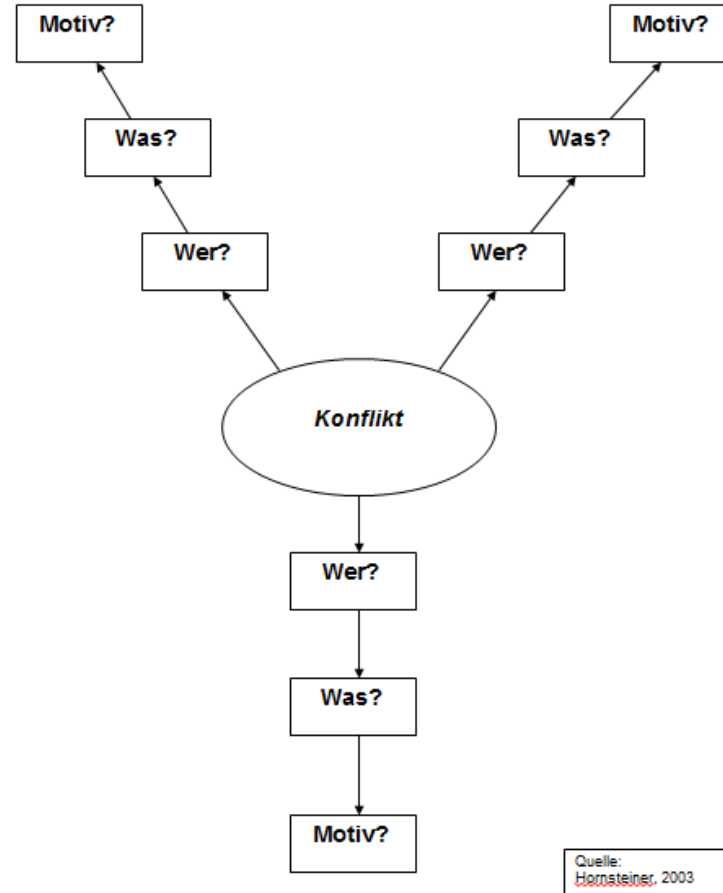 Motiv?
Motiv?
Was?
Was?
Wer?
Wer?
Konflikt
Wer?
Was?
Motiv?
Quelle:
Hornsteiner, 2003